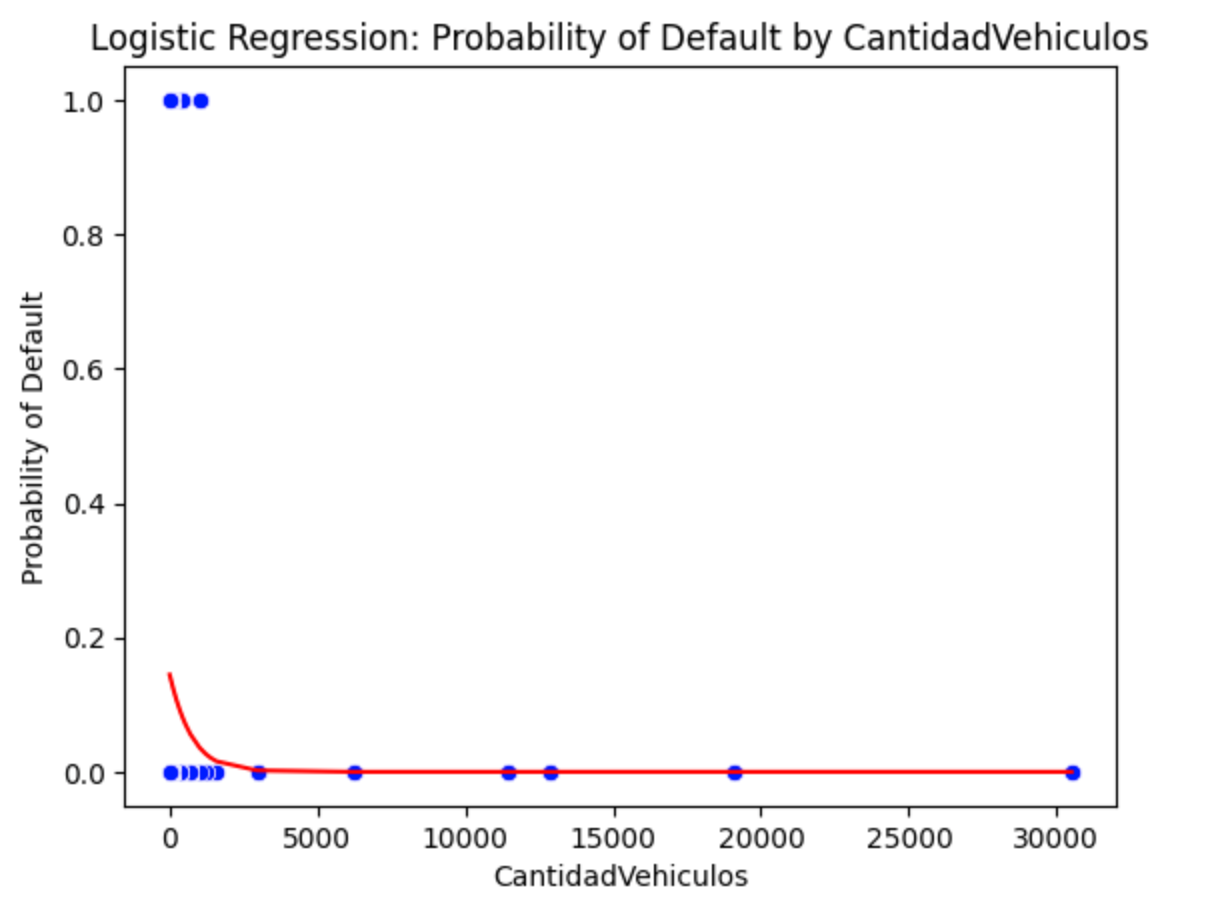 Logistic Regression: Probability of Default by CantidadVehiculos
Probability of Default
1.0
0.8
0.6
0.4
0.2
0.0
0 5000 10000 15000 20000 25000 30000
CantidadVehiculos